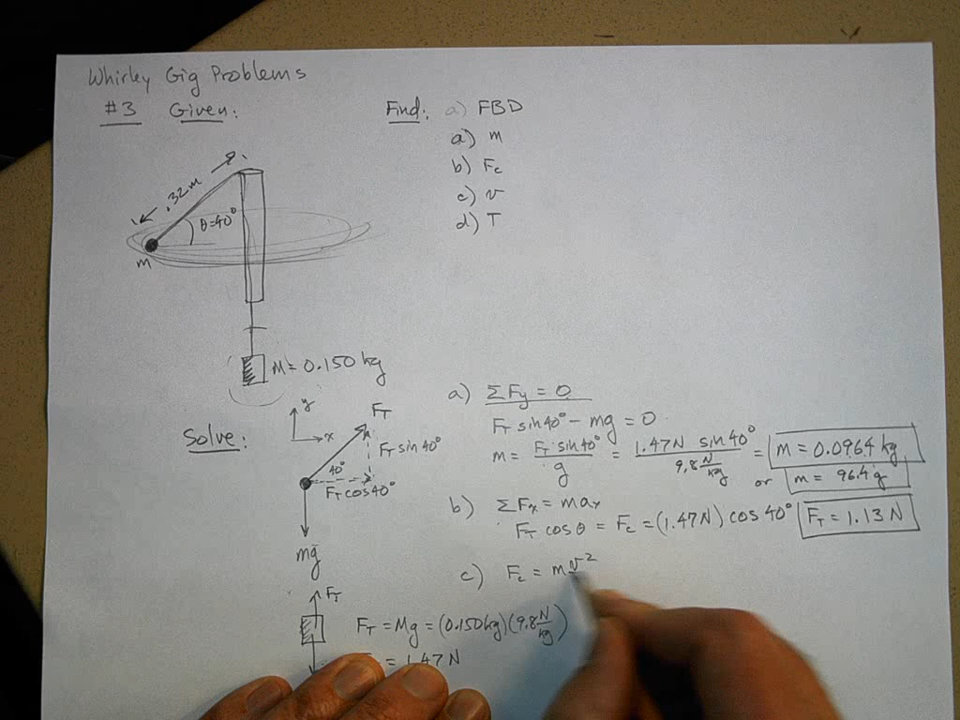 Whirley Gig Problems
#3 Given:
Find: a) FBD
a) m
b) Fc
c) v
d) T
.32m
θ=40°
m
M = 0.150 kg
Solve:
y
x
FT
FT sin 40°
40°
FT cos 40°
mg
a) ΣFy = 0
FT sin 40° - mg = 0
m = FT sin 40° / g = 1.47N sin 40° / 9.8 N/kg = m = 0.0964 kg
or m = 96.4 g
b) ΣFx = max
FT cos θ = Fc = (1.47N) cos 40° FT = 1.13 N
c) Fc = m v²
FT
FT = Mg = (0.150 kg)(9.8 N/kg)
= 1.47 N